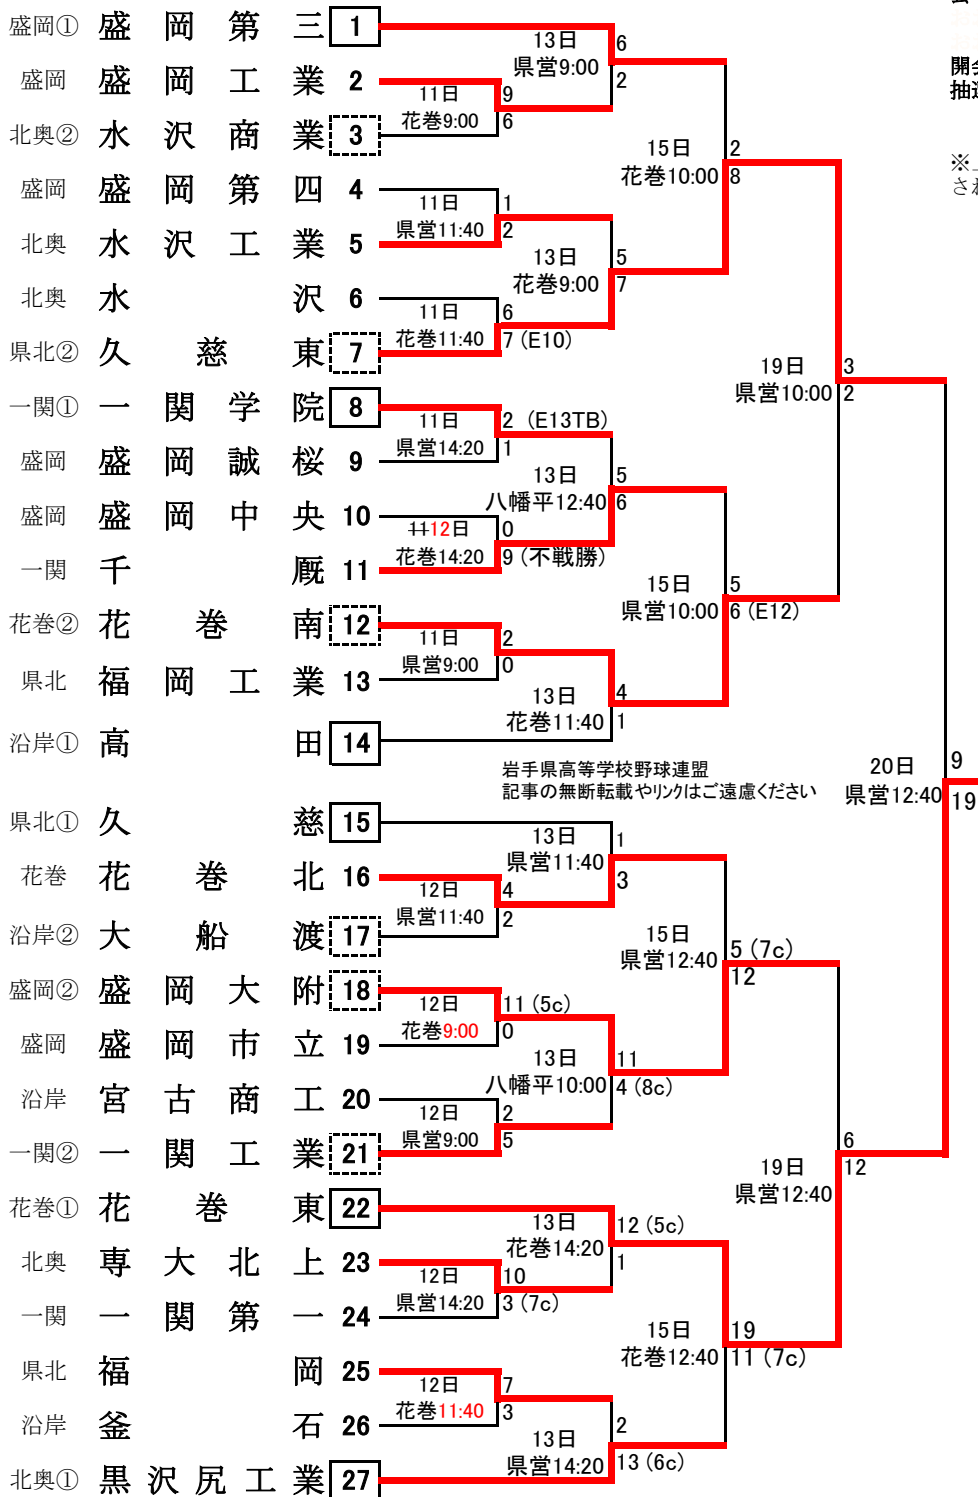 盛岡① 盛岡第三 1
盛岡 盛岡工業 2
北奥② 水沢商業 3
盛岡 盛岡第四 4
北奥 水沢工業 5
北奥 水沢 6
県北② 久慈東 7
一関① 一関学院 8
盛岡 盛岡誠桜 9
盛岡 盛岡中央 10
一関 千厩 11
花巻② 花巻南 12
県北 福岡工業 13
沿岸① 高田 14
県北① 久慈 15
花巻 花巻北 16
沿岸② 大船渡 17
盛岡② 盛岡大附 18
盛岡 盛岡市立 19
沿岸 宮古商工 20
一関② 一関工業 21
花巻① 花巻東 22
北奥 専大北上 23
一関 一関第一 24
県北 福岡 25
沿岸 釜石 26
北奥① 黒沢尻工業 27
11日 9
花巻9:00 6
11日 1
県営11:40 2
11日 6
花巻11:40 7 (E10)
11日 2 (E13TB)
県営14:20 1
1112日 0
花巻14:20 9 (不戦勝)
11日 2
県営9:00 0
12日 4
県営11:40 2
12日 11 (5c)
花巻9:00 0
12日 2
県営9:00 5
12日 10
県営14:20 3 (7c)
12日 7
花巻11:40 3
13日 6
県営9:00 2
13日 5
花巻9:00 7
13日 5
八幡平12:40 6
13日 4
花巻11:40 1
13日 1
県営11:40 3
13日 11
八幡平10:00 4 (8c)
13日 12 (5c)
花巻14:20 1
13日 2
県営14:20 13 (6c)
15日 2
花巻10:00 8
15日 5
県営10:00 6 (E12)
15日 5 (7c)
県営12:40 12
15日 19
花巻12:40 11 (7c)
19日 3
県営10:00 2
19日 6
県営12:40 12
20日 9
県営12:40 19
岩手県高等学校野球連盟
記事の無断転載やリンクはご遠慮ください
開会
抽選
※
され